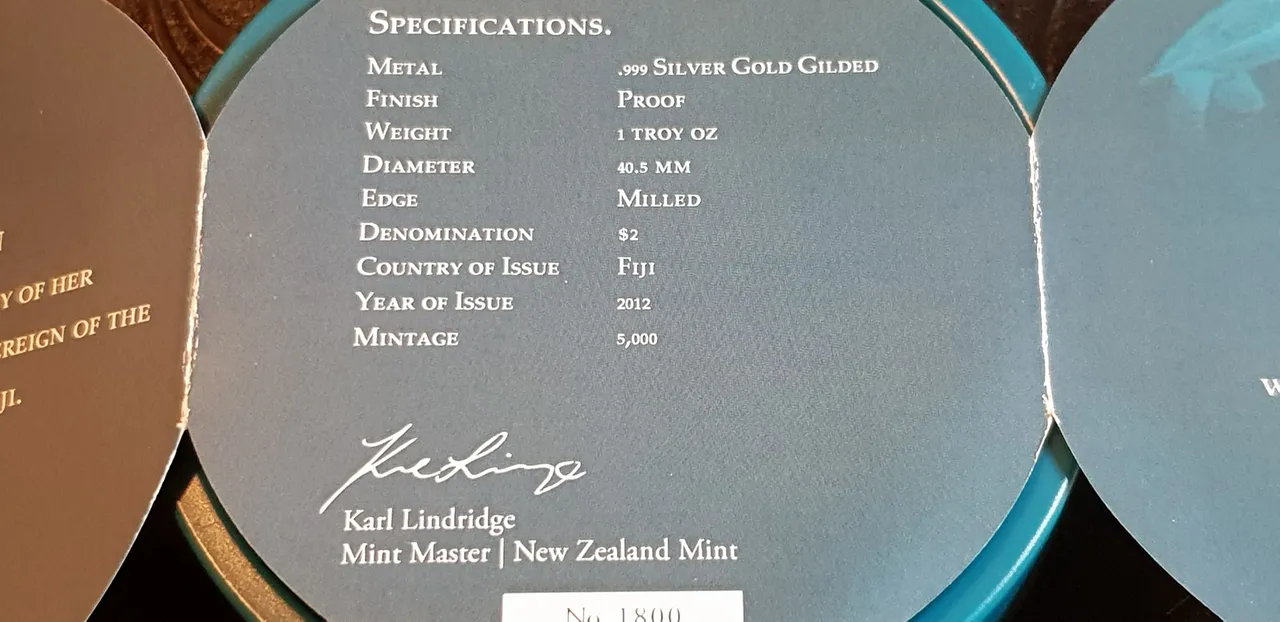 Y OF HER
REIGN OF THE
JI.
SPECIFICATIONS.
METAL .999 SILVER GOLD GILDED
FINISH PROOF
WEIGHT 1 TROY OZ
DIAMETER 40.5 MM
EDGE MILLED
DENOMINATION $2
COUNTRY OF ISSUE FIJI
YEAR OF ISSUE 2012
MINTAGE 5,000
Karl Lindridge
Mint Master | New Zealand Mint
No. 1800
W